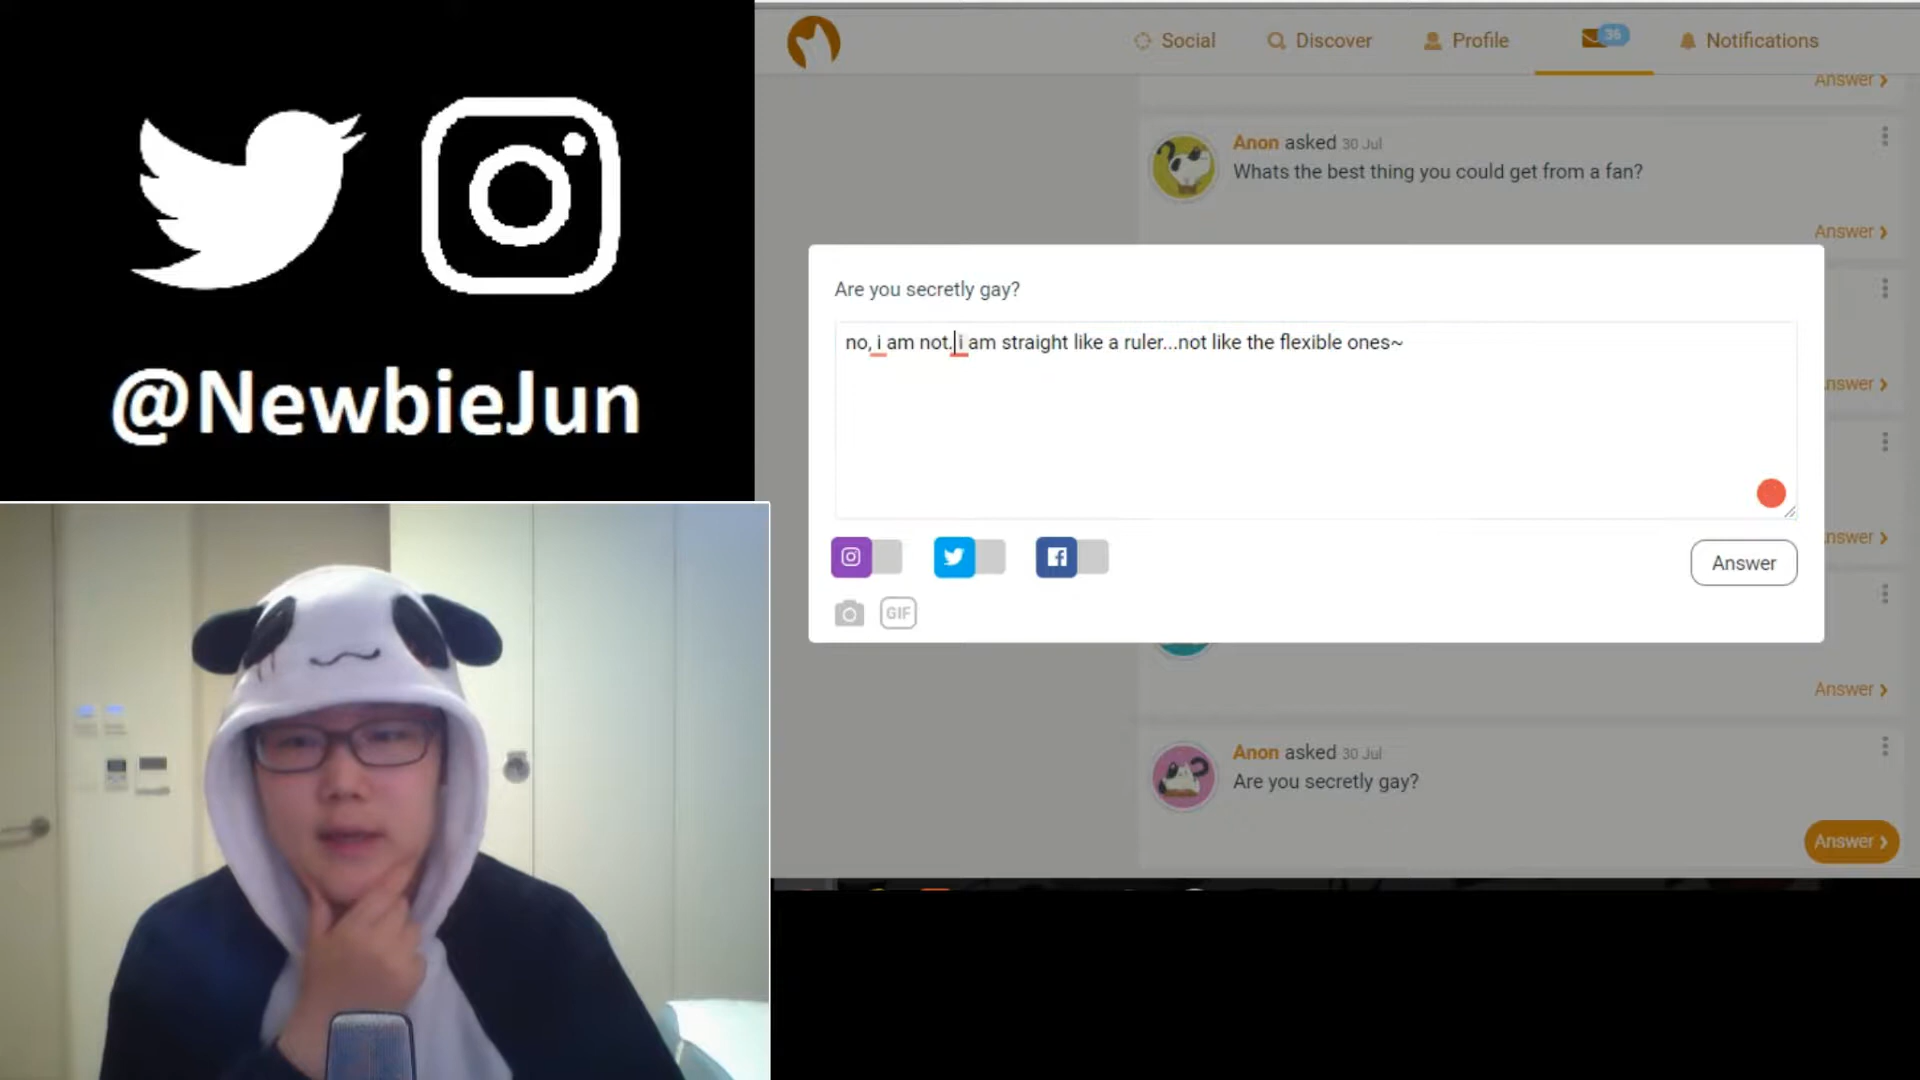 @NewbieJun
Social
Discover
Profile
36
Notifications
Answer
Anon asked 30 Jul
Whats the best thing you could get from a fan?
Answer
Are you secretly gay?
no, i am not. i am straight like a ruler...not like the flexible ones~
nswer
nswer
Answer
GIF
Answer
Anon asked 30 Jul
Are you secretly gay?
Answer